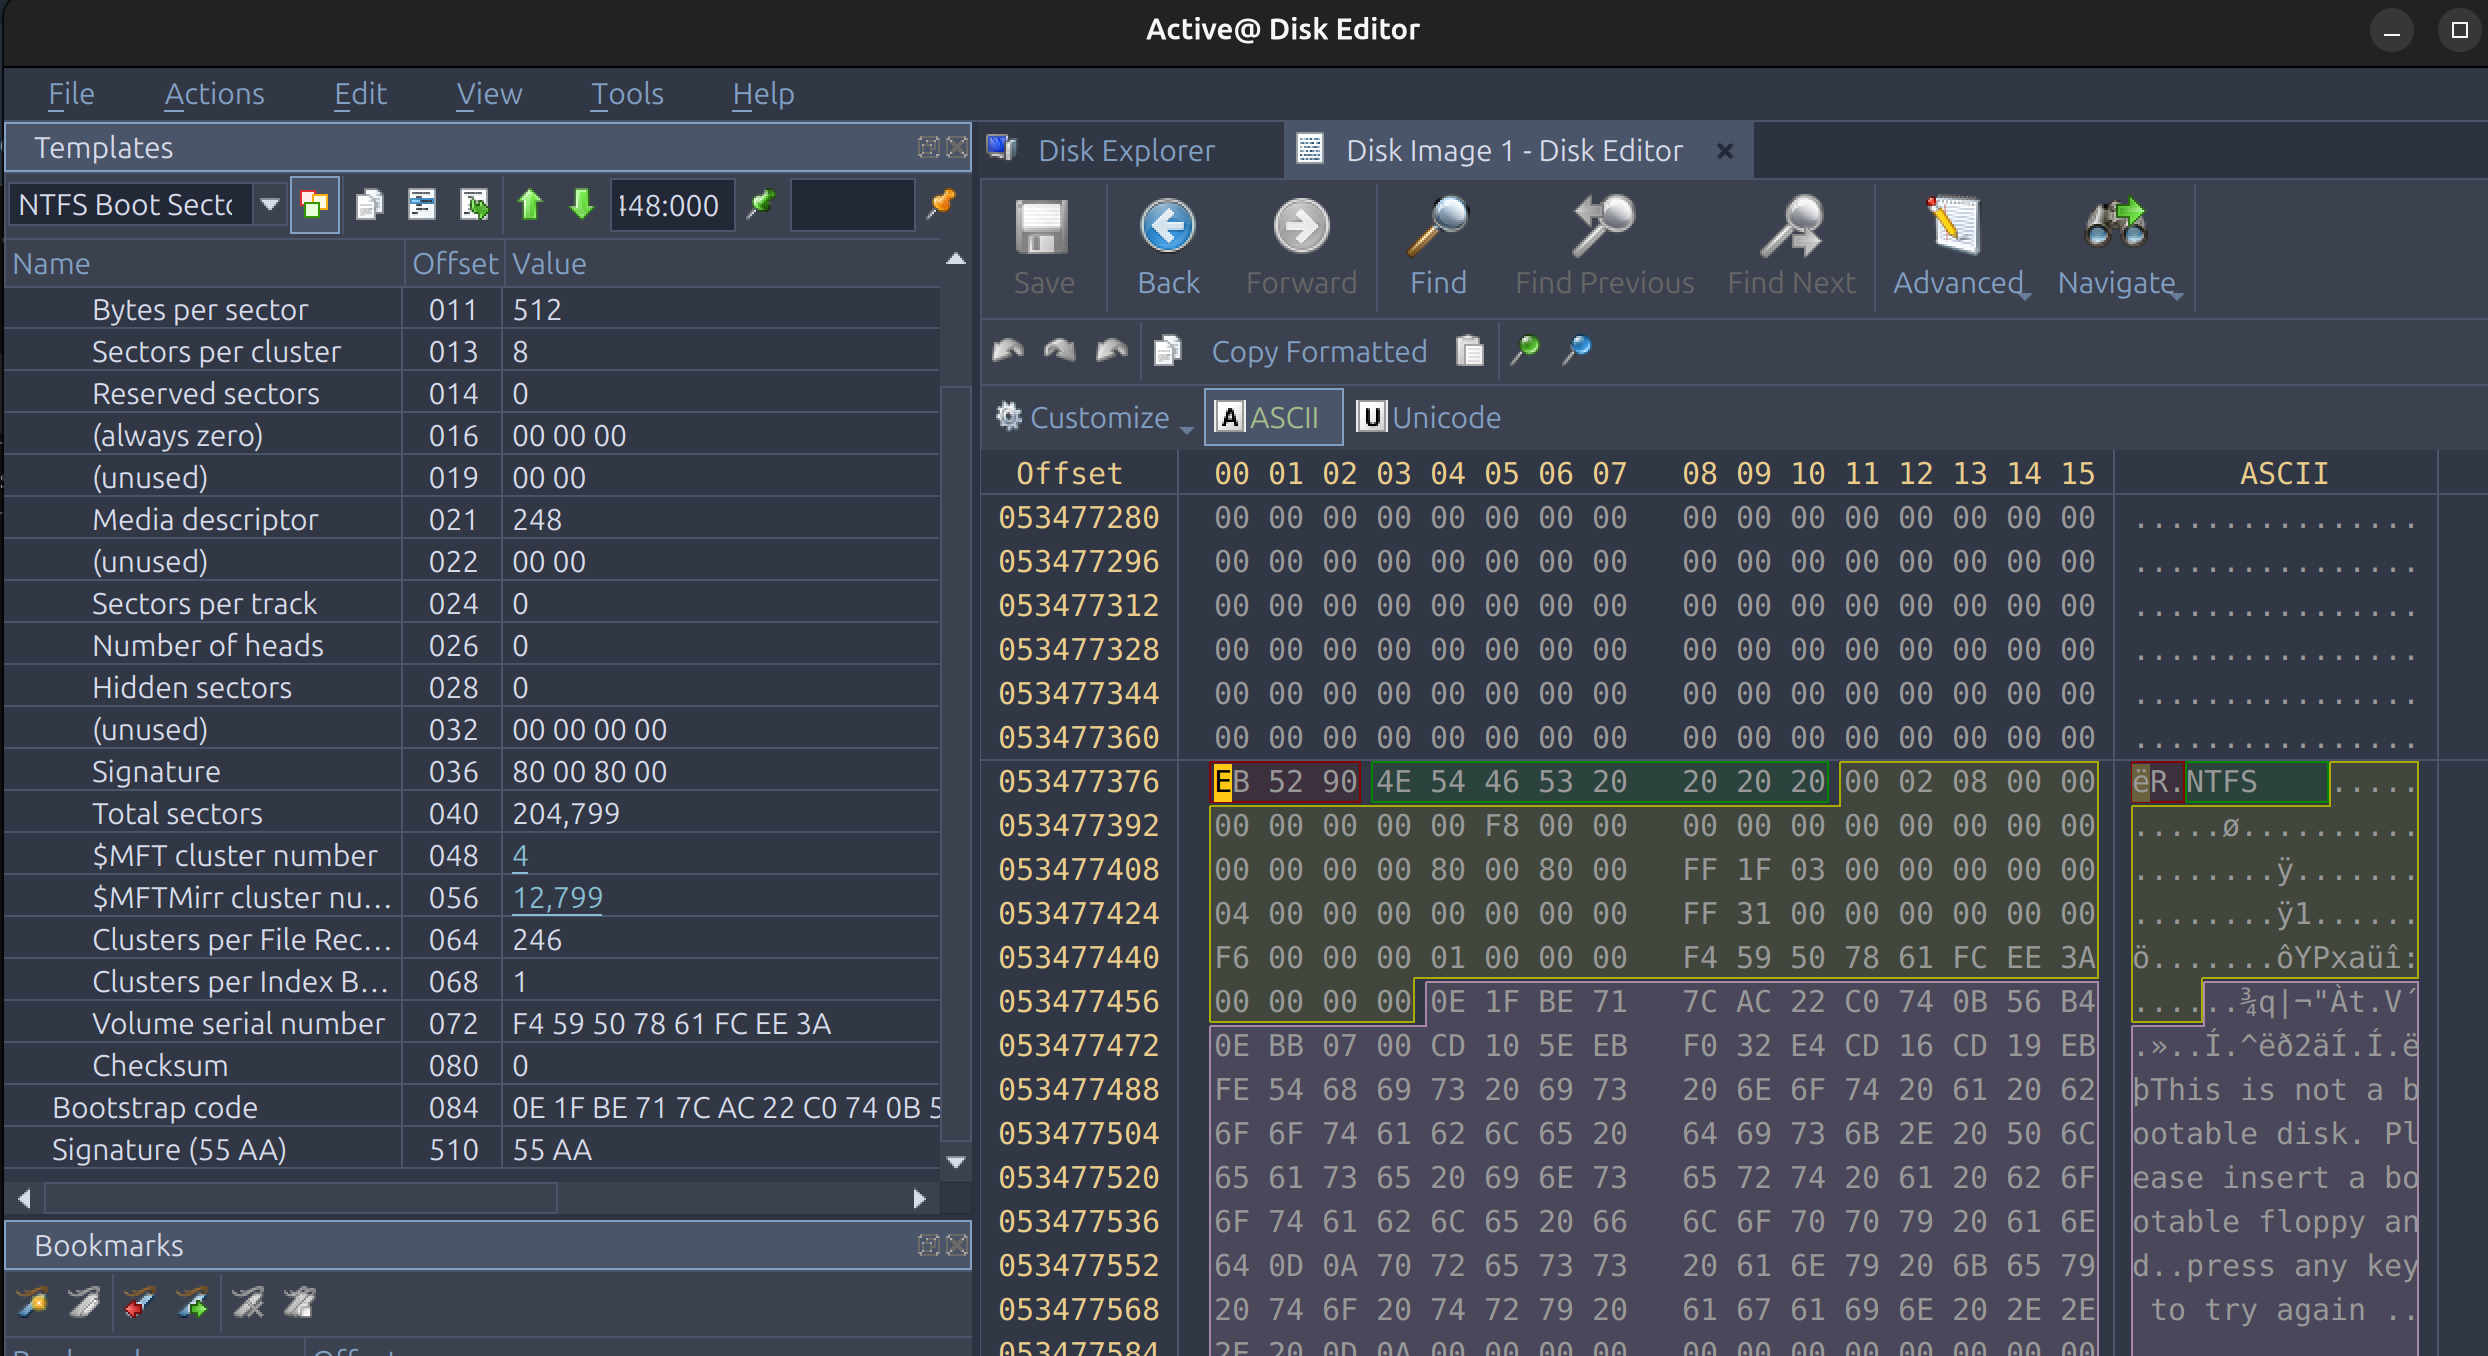 Active@ Disk Editor
File Actions Edit View Tools Help
Templates
NTFS Boot Secto
448:000
Name Offset Value
Bytes per sector 011 512
Sectors per cluster 013 8
Reserved sectors 014 0
(always zero) 016 00 00 00
(unused) 019 00 00
Media descriptor 021 248
(unused) 022 00 00
Sectors per track 024 0
Number of heads 026 0
Hidden sectors 028 0
(unused) 032 00 00 00 00
Signature 036 80 00 80 00
Total sectors 040 204,799
$MFT cluster number 048 4
$MFTMirr cluster nu... 056 12,799
Clusters per File Rec... 064 246
Clusters per Index B... 068 1
Volume serial number 072 F4 59 50 78 61 FC EE 3A
Checksum 080 0
Bootstrap code 084 0E 1F BE 71 7C AC 22 C0 74 0B 5
Signature (55 AA) 510 55 AA
Bookmarks
Disk Explorer Disk Image 1 - Disk Editor
Save Back Forward Find Find Previous Find Next Advanced Navigate
Copy Formatted
Customize A ASCII U Unicode
Offset 00 01 02 03 04 05 06 07 08 09 10 11 12 13 14 15 ASCII
053477280 00 00 00 00 00 00 00 00 00 00 00 00 00 00 00 00 ................
053477296 00 00 00 00 00 00 00 00 00 00 00 00 00 00 00 00 ................
053477312 00 00 00 00 00 00 00 00 00 00 00 00 00 00 00 00 ................
053477328 00 00 00 00 00 00 00 00 00 00 00 00 00 00 00 00 ................
053477344 00 00 00 00 00 00 00 00 00 00 00 00 00 00 00 00 ................
053477360 00 00 00 00 00 00 00 00 00 00 00 00 00 00 00 00 ................
053477376 EB 52 90 4E 54 46 53 20 20 20 20 00 02 08 00 00 ëR.NTFS    .....
053477392 00 00 00 00 00 F8 00 00 00 00 00 00 00 00 00 00 .....ø..........
053477408 00 00 00 00 80 00 80 00 FF 1F 03 00 00 00 00 00 ........ÿ.......
053477424 04 00 00 00 00 00 00 00 FF 31 00 00 00 00 00 00 ........ÿ1......
053477440 F6 00 00 00 01 00 00 00 F4 59 50 78 61 FC EE 3A ö.......ôYPxaüî:
053477456 00 00 00 00 0E 1F BE 71 7C AC 22 C0 74 0B 56 B4 ......¾q|¬"Àt.V´
053477472 0E BB 07 00 CD 10 5E EB F0 32 E4 CD 16 CD 19 EB .»..Í.^ëð2äÍ.Í.ë
053477488 FE 54 68 69 73 20 69 73 20 6E 6F 74 20 61 20 62 þThis is not a b
053477504 6F 6F 74 61 62 6C 65 20 64 69 73 6B 2E 20 50 6C ootable disk. Pl
053477520 65 61 73 65 20 69 6E 73 65 72 74 20 61 20 62 6F ease insert a bo
053477536 6F 74 61 62 6C 65 20 66 6C 6F 70 70 79 20 61 6E otable floppy an
053477552 64 0D 0A 70 72 65 73 73 20 61 6E 79 20 6B 65 79 d..press any key
053477568 20 74 6F 20 74 72 79 20 61 67 61 69 6E 20 2E 2E  to try again ..
053477584 2E 20 0D 0A 00 00 00 00 00 00 00 00 00 00 00 00